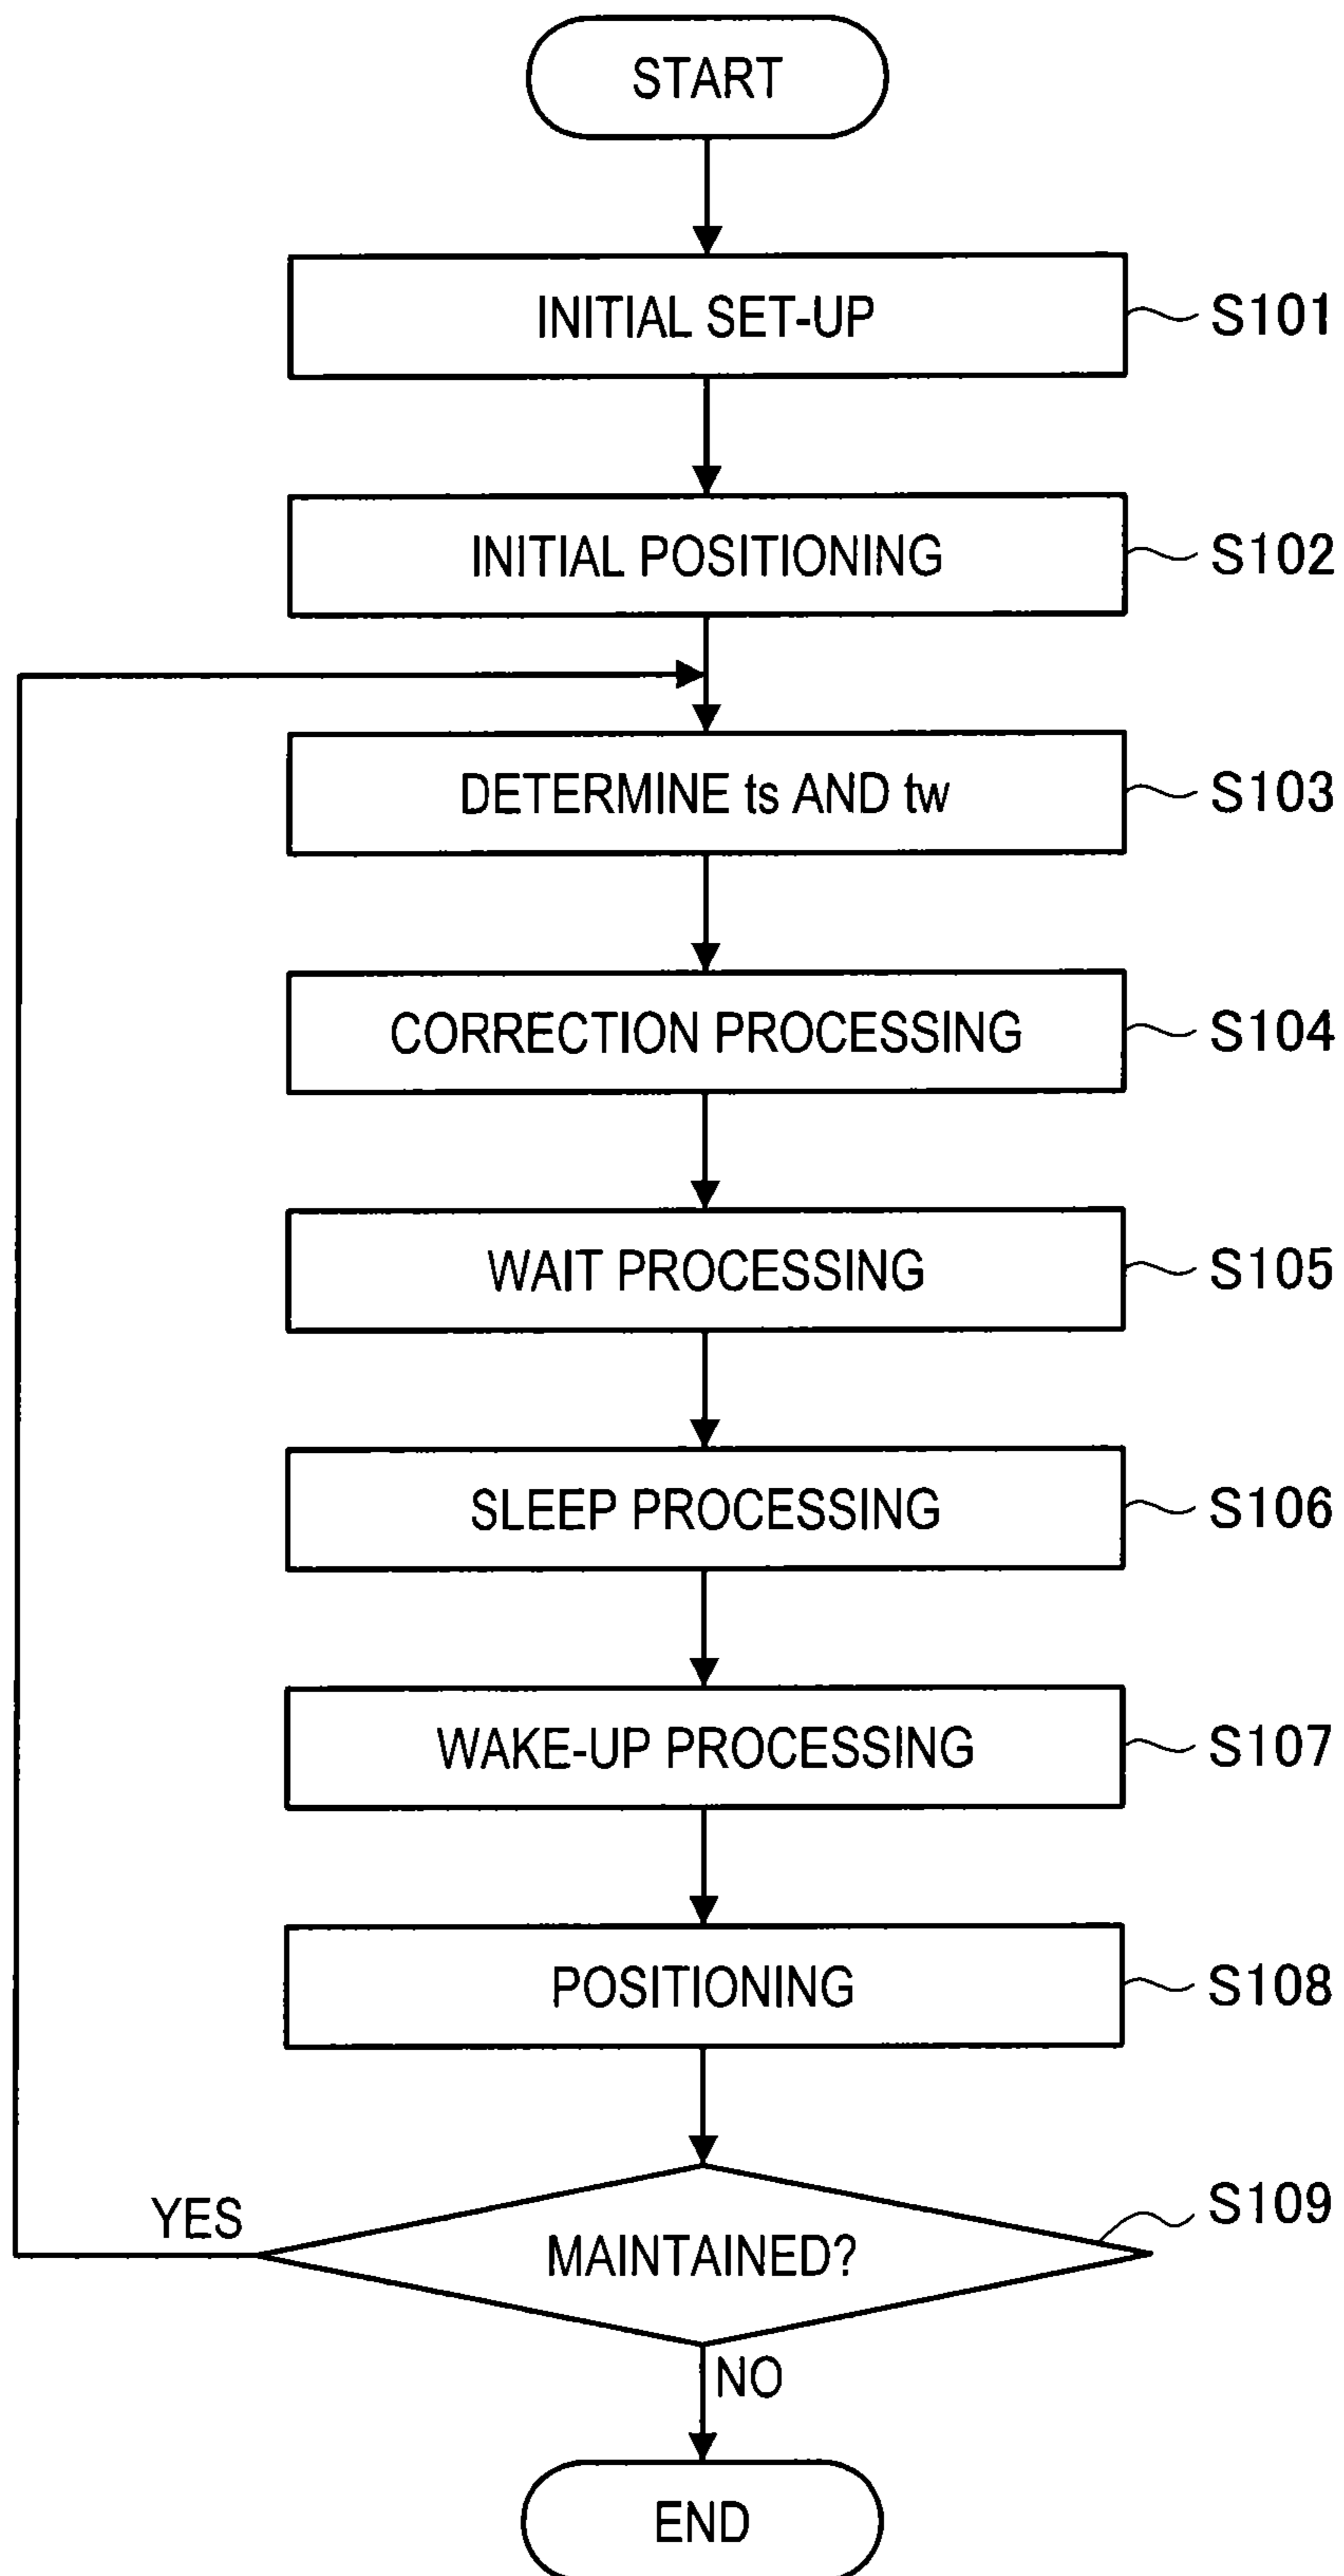 START
INITIAL SET-UP
S101
INITIAL POSITIONING
S102
DETERMINE ts AND tw
S103
CORRECTION PROCESSING
S104
WAIT PROCESSING
S105
SLEEP PROCESSING
S106
WAKE-UP PROCESSING
S107
POSITIONING
S108
S109
YES
MAINTAINED?
NO
END